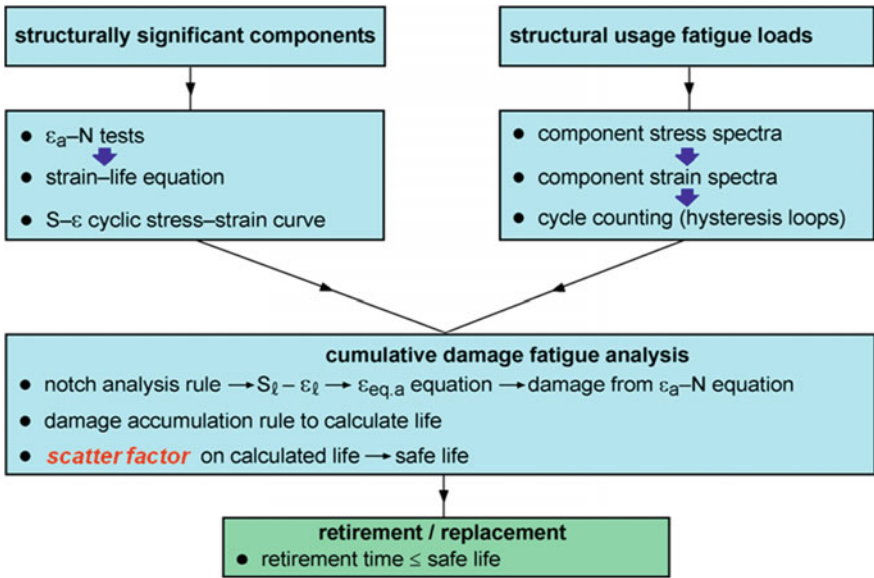 structurally significant components
● εa–N tests
● strain–life equation
● S–ε cyclic stress–strain curve
structural usage fatigue loads
● component stress spectra
● component strain spectra
● cycle counting (hysteresis loops)
cumulative damage fatigue analysis
● notch analysis rule → Sℓ – εℓ → εeq.a equation → damage from εa–N equation
● damage accumulation rule to calculate life
● scatter factor on calculated life → safe life
retirement / replacement
● retirement time ≤ safe life